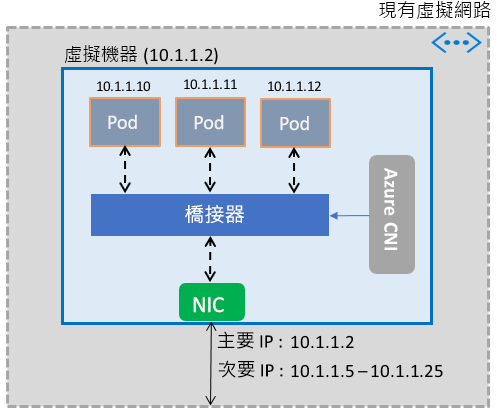 現有虛擬網路
虛擬機器 (10.1.1.2)
10.1.1.10
10.1.1.11
10.1.1.12
Pod
Pod
Pod
橋接器
Azure CNI
NIC
主要 IP : 10.1.1.2
次要 IP : 10.1.1.5 – 10.1.1.25